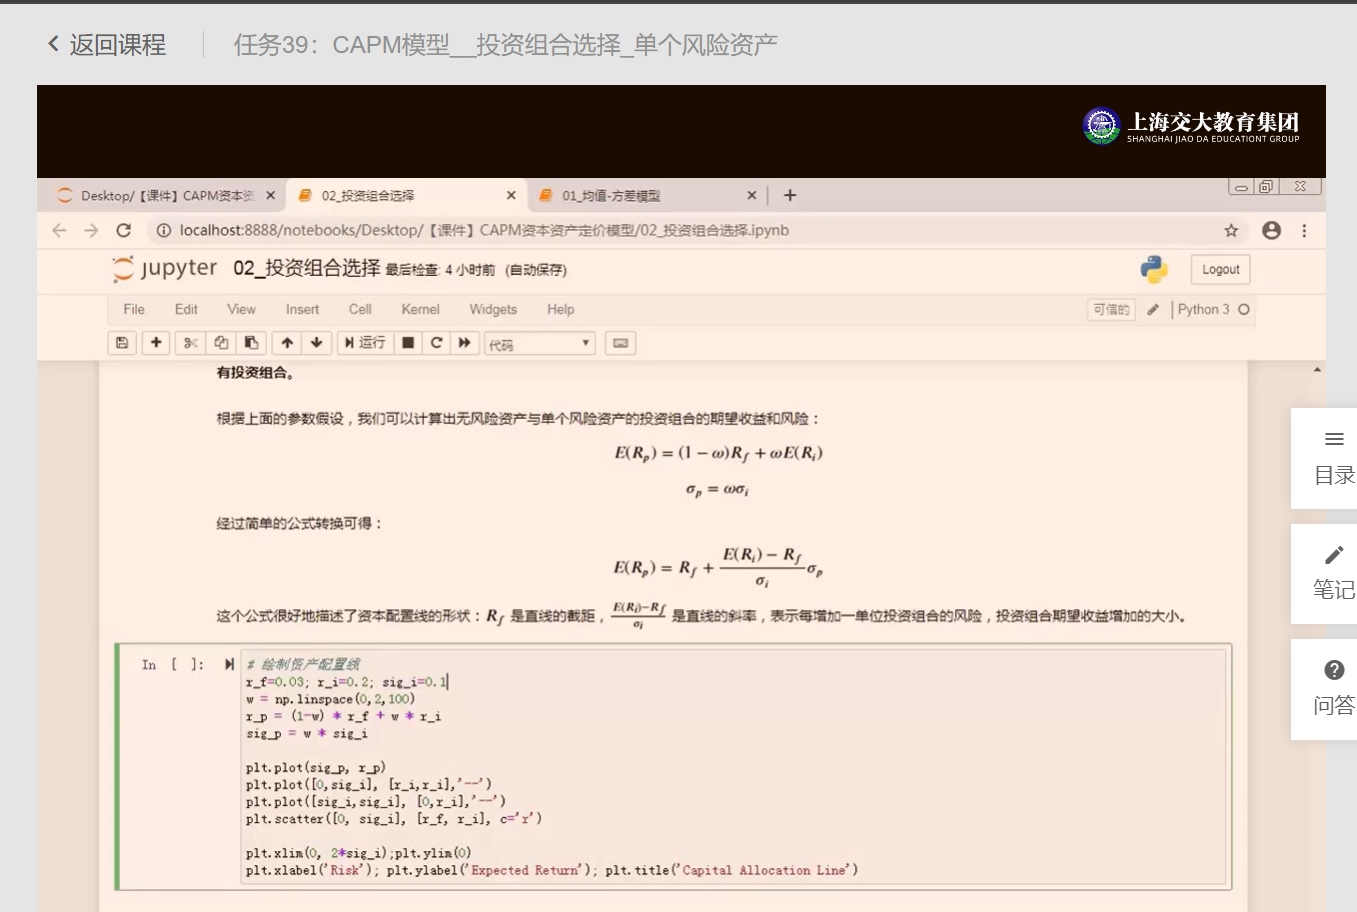 返回课程
任务39：CAPM模型__投资组合选择_单个风险资产
上海交大教育集团
SHANGHAI JIAO DA EDUCATIONT GROUP
Desktop/【课件】CAPM资本资
02_投资组合选择
01_均值-方差模型
localhost:8888/notebooks/Desktop/【课件】CAPM资本资产定价模型/02_投资组合选择.ipynb
jupyter 02_投资组合选择 最后检查: 4 小时前 (自动保存)
Logout
File Edit View Insert Cell Kernel Widgets Help
可信的
Python 3
运行
代码
有投资组合。
根据上面的参数假设，我们可以计算出无风险资产与单个风险资产的投资组合的期望收益和风险：
E(R_p) = (1 − ω)R_f + ωE(R_i)
σ_p = ωσ_i
经过简单的公式转换可得：
E(R_p) = R_f + \frac{E(R_i) − R_f}{σ_i}σ_p
这个公式很好地描述了资本配置线的形状：R_f 是直线的截距，\frac{E(R_i)−R_f}{σ_i} 是直线的斜率，表示每增加一单位投资组合的风险，投资组合期望收益增加的大小。
In [ ]:
# 绘制资产配置线
r_f=0.03; r_i=0.2; sig_i=0.1
w = np.linspace(0,2,100)
r_p = (1-w) * r_f + w * r_i
sig_p = w * sig_i
plt.plot(sig_p, r_p)
plt.plot([0,sig_i], [r_i,r_i],'--')
plt.plot([sig_i,sig_i], [0,r_i],'--')
plt.scatter([0, sig_i], [r_f, r_i], c='r')
plt.xlim(0, 2*sig_i);plt.ylim(0)
plt.xlabel('Risk'); plt.ylabel('Expected Return'); plt.title('Capital Allocation Line')
目录
笔记
问答